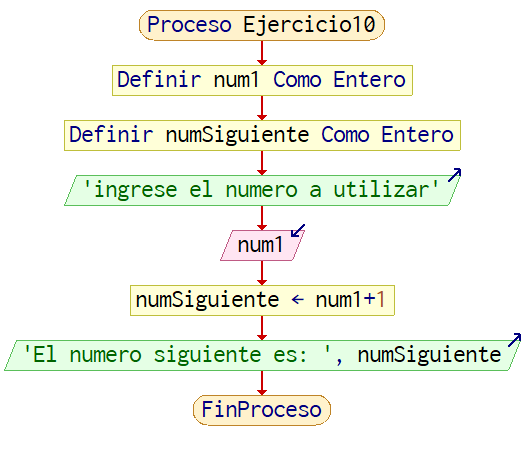 Proceso Ejercicio10
Definir num1 Como Entero
Definir numSiguiente Como Entero
'ingrese el numero a utilizar'
num1
numSiguiente ← num1+1
'El numero siguiente es: ', numSiguiente
FinProceso